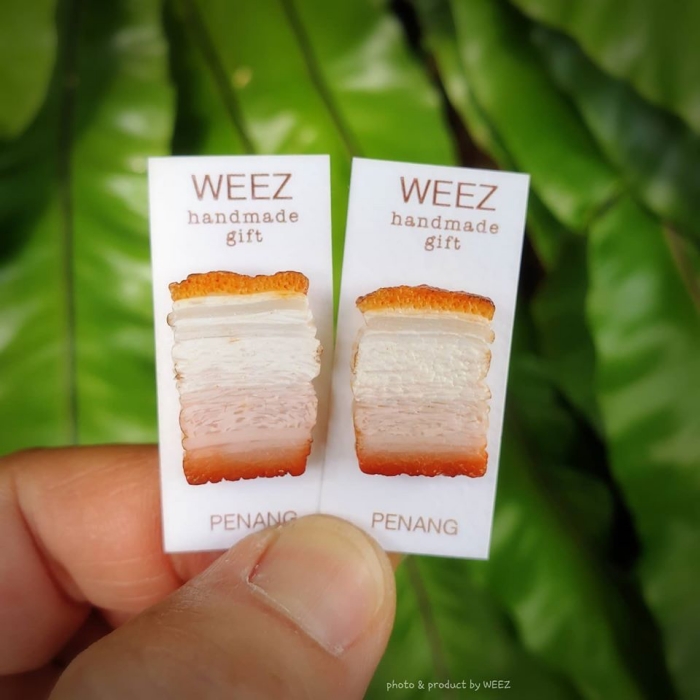 WEEZ
handmade
gift
PENANG
WEEZ
handmade
gift
PENANG
photo & product by WEEZ